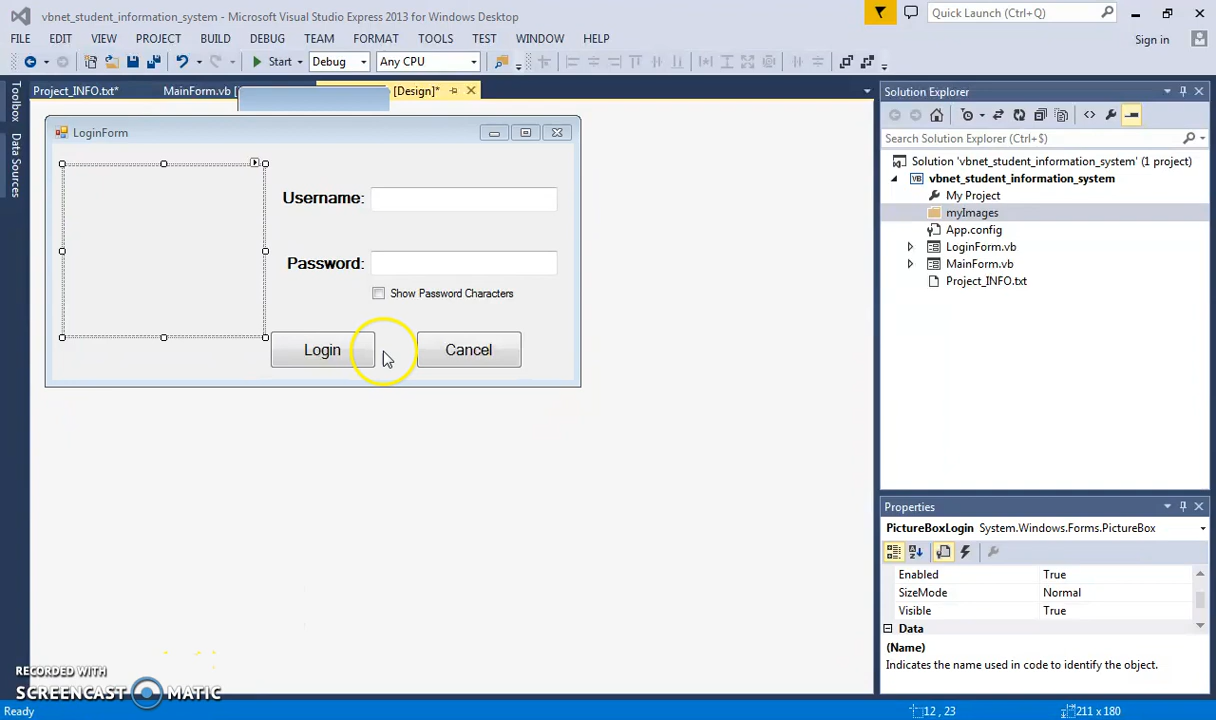 vbnet_student_information_system - Microsoft Visual Studio Express 2013 for Windows Desktop
Quick Launch (Ctrl+Q)
FILE EDIT VIEW PROJECT BUILD DEBUG TEAM FORMAT TOOLS TEST WINDOW HELP
Sign in
Start Debug Any CPU
Project_INFO.txt* MainForm.vb [ [Design]*
Toolbox
Data Sources
LoginForm
Username:
Password:
Show Password Characters
Login Cancel
Solution Explorer
Search Solution Explorer (Ctrl+$)
Solution 'vbnet_student_information_system' (1 project)
VB vbnet_student_information_system
My Project
myImages
App.config
LoginForm.vb
MainForm.vb
Project_INFO.txt
Properties
PictureBoxLogin System.Windows.Forms.PictureBox
Enabled True
SizeMode Normal
Visible True
Data
(Name)
Indicates the name used in code to identify the object.
RECORDED WITH
SCREENCAST MATIC
Ready 12 , 23 211 x 180